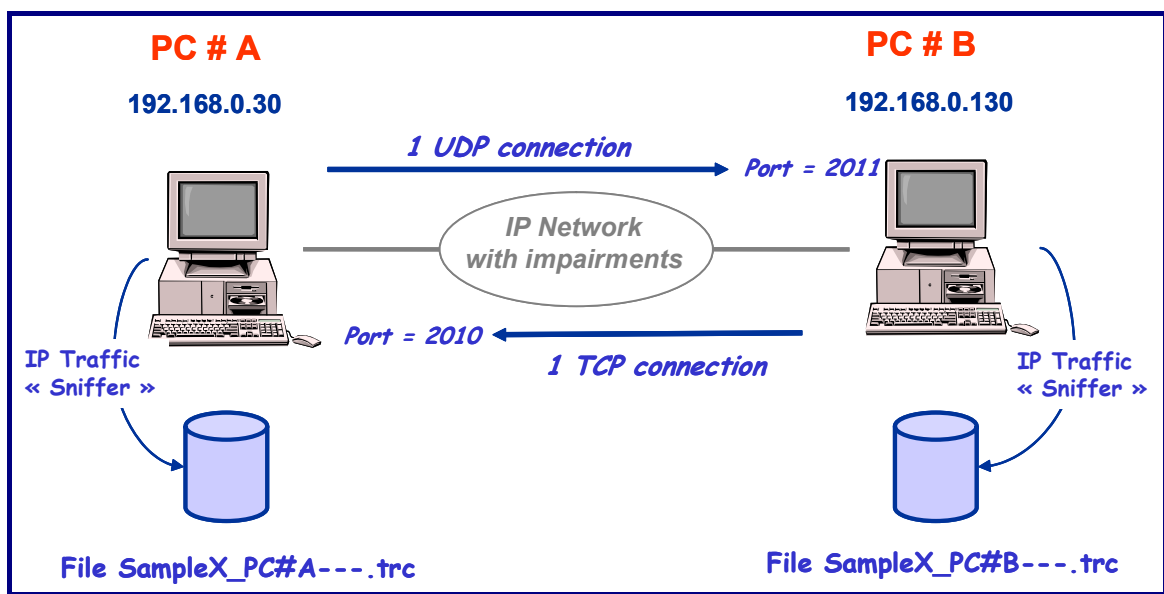 PC # A
PC # B
192.168.0.30
192.168.0.130
1 UDP connection
Port = 2011
IP Network
with impairments
Port = 2010
1 TCP connection
IP Traffic
« Sniffer »
IP Traffic
« Sniffer »
File SampleX_PC#A---.trc
File SampleX_PC#B---.trc